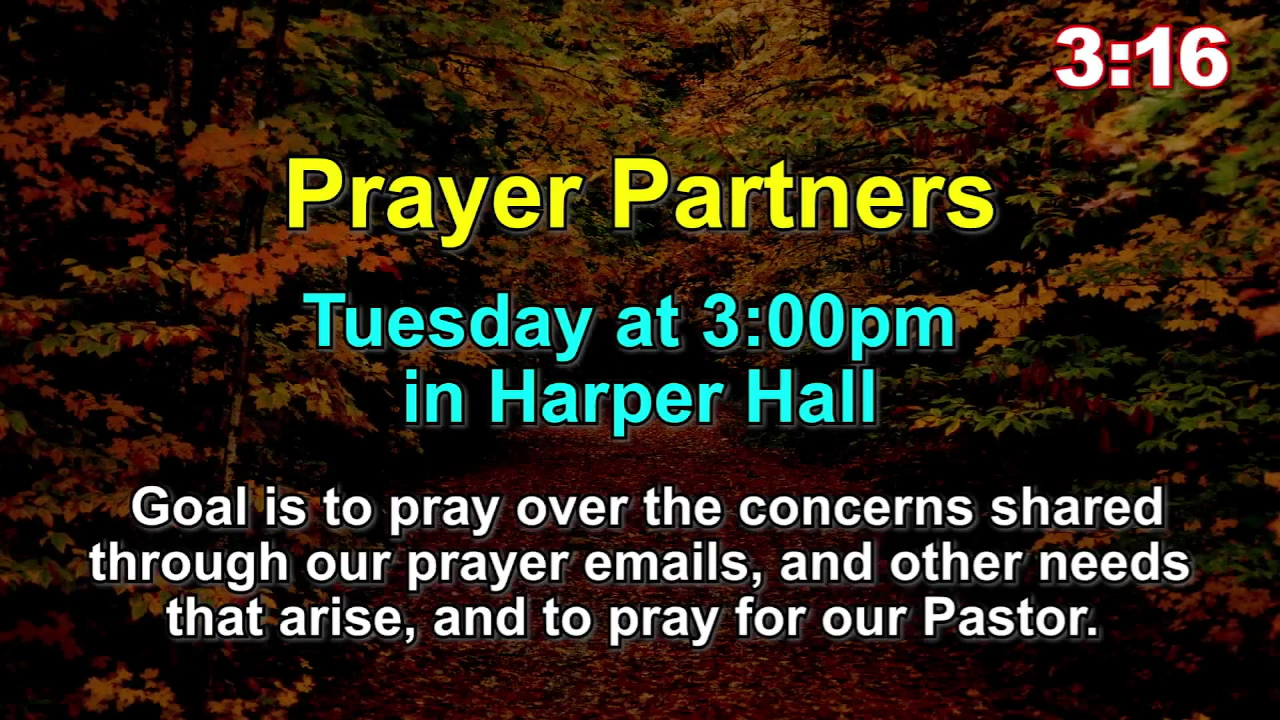 3:16
Prayer Partners
Tuesday at 3:00pm
in Harper Hall
Goal is to pray over the concerns shared
through our prayer emails, and other needs
that arise, and to pray for our Pastor.